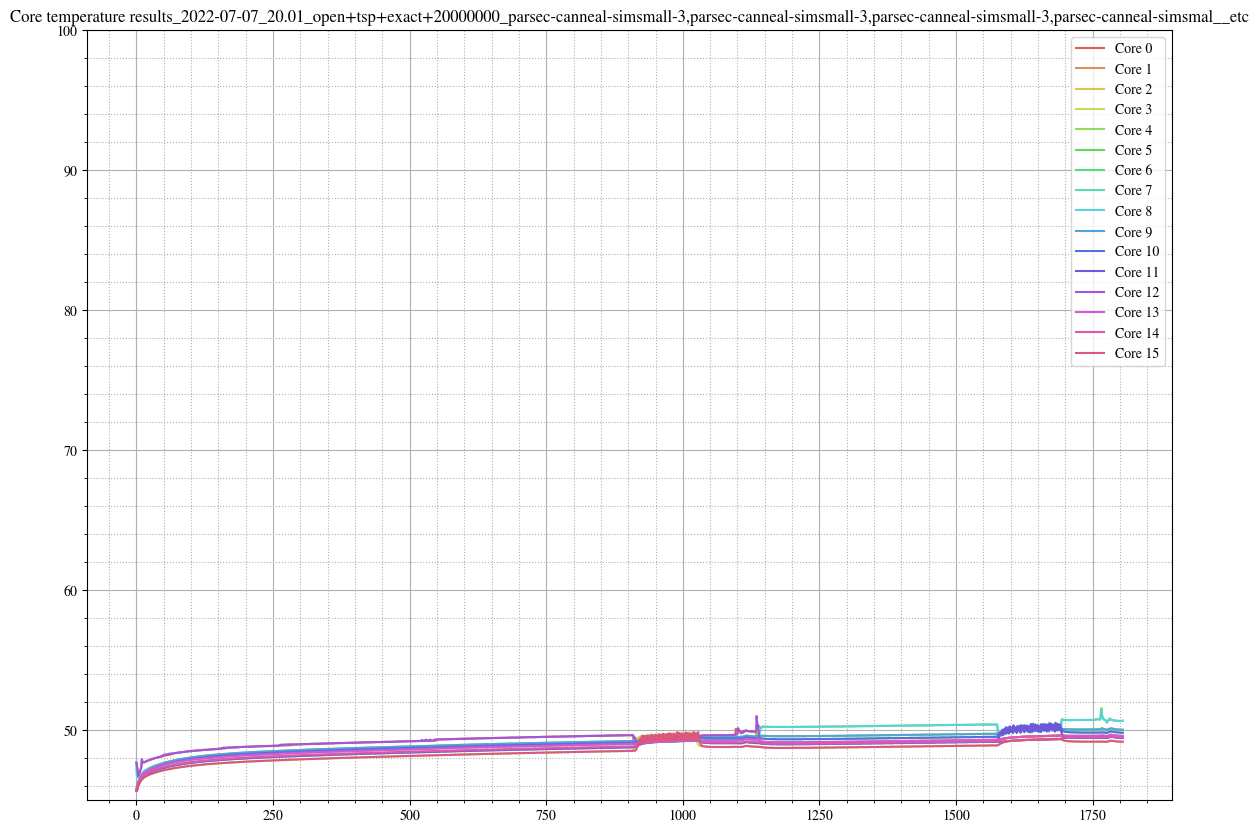 Core temperature results_2022-07-07_20.01_open+tsp+exact+20000000_parsec-canneal-simsmall-3,parsec-canneal-simsmall-3,parsec-canneal-simsmall-3,parsec-canneal-simsmal__etc
100
90
80
70
60
50
0
250
500
750
1000
1250
1500
1750
Core 0
Core 1
Core 2
Core 3
Core 4
Core 5
Core 6
Core 7
Core 8
Core 9
Core 10
Core 11
Core 12
Core 13
Core 14
Core 15